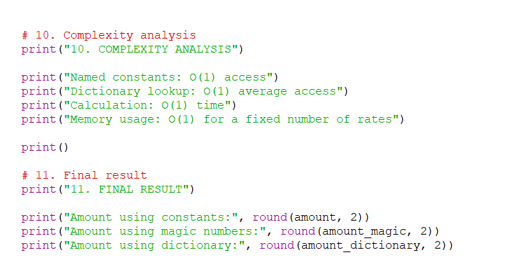 # 10. Complexity analysis
print("10. COMPLEXITY ANALYSIS")
print("Named constants: O(1) access")
print("Dictionary lookup: O(1) average access")
print("Calculation: O(1) time")
print("Memory usage: O(1) for a fixed number of rates")
print()
# 11. Final result
print("11. FINAL RESULT")
print("Amount using constants:", round(amount, 2))
print("Amount using magic numbers:", round(amount_magic, 2))
print("Amount using dictionary:", round(amount_dictionary, 2))